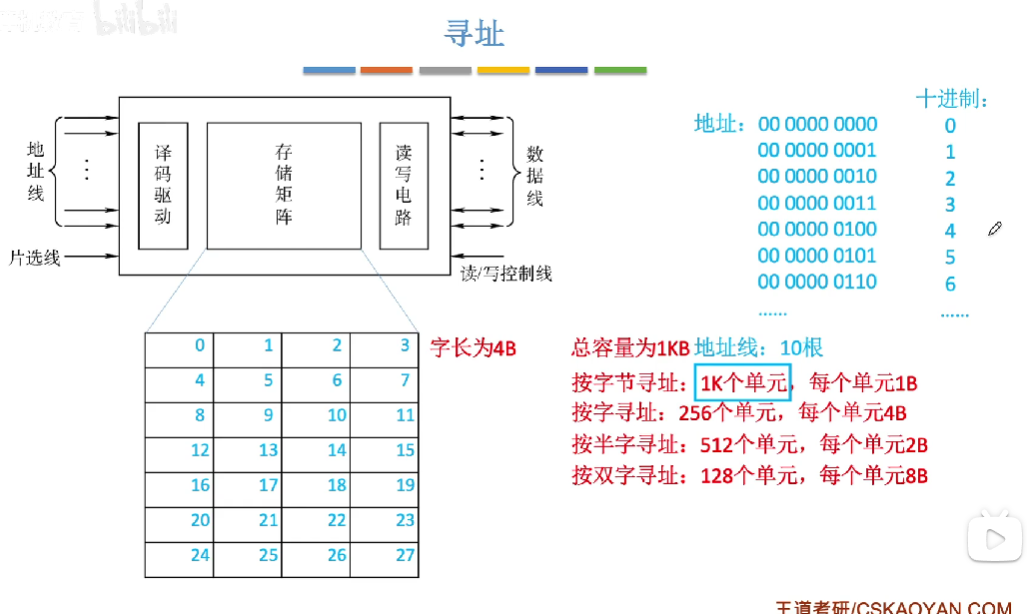 bilibili
寻址
地址线
译码驱动
存储矩阵
读写电路
数据线
片选线
读/写控制线
十进制：
地址：00 0000 0000 0
00 0000 0001 1
00 0000 0010 2
00 0000 0011 3
00 0000 0100 4
00 0000 0101 5
00 0000 0110 6
…… ……
0 1 2 3 字长为4B
4 5 6 7
8 9 10 11
12 13 14 15
16 17 18 19
20 21 22 23
24 25 26 27
总容量为1KB 地址线：10根
按字节寻址：1K个单元，每个单元1B
按字寻址：256个单元，每个单元4B
按半字寻址：512个单元，每个单元2B
按双字寻址：128个单元，每个单元8B
王道考研/CSKAOYAN.COM